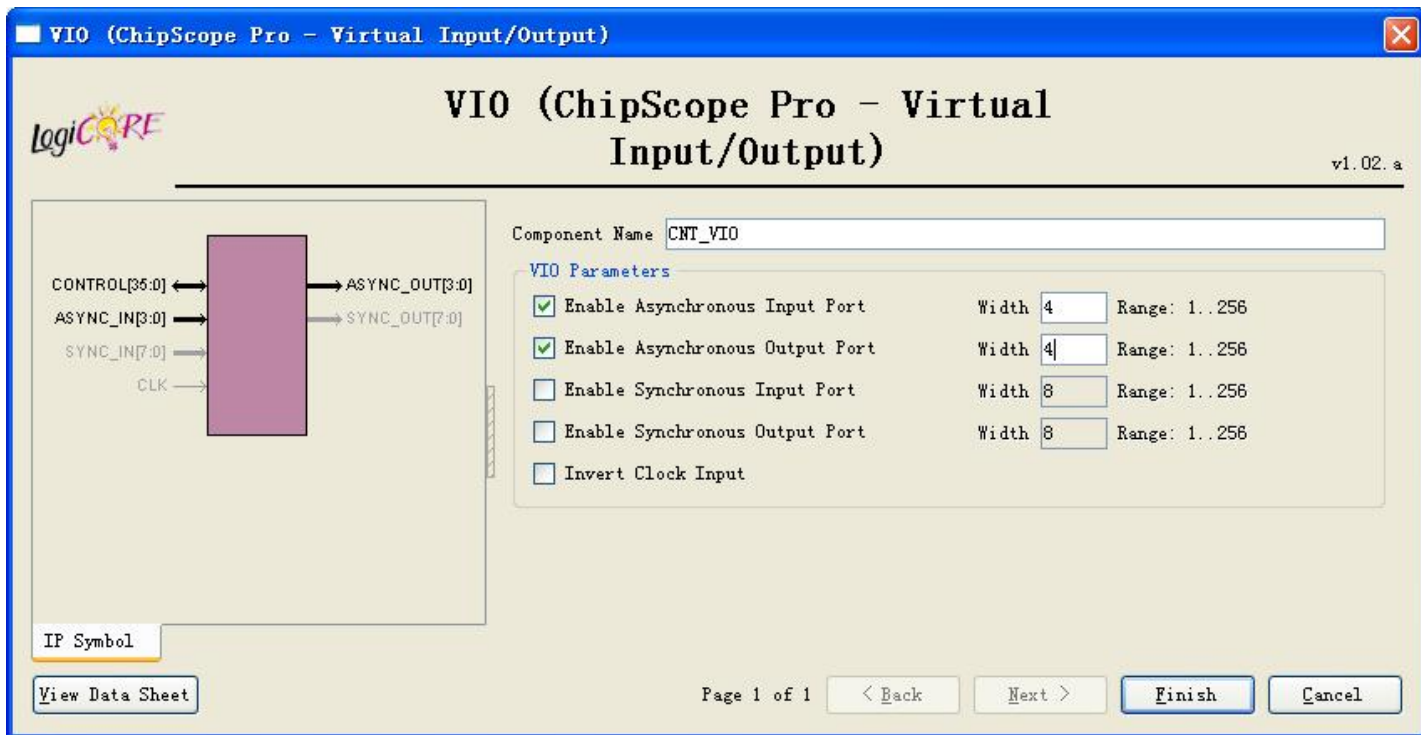 VIO (ChipScope Pro - Virtual Input/Output)
LogiCORE
VIO (ChipScope Pro - Virtual
Input/Output)
v1.02.a
CONTROL[35:0]
ASYNC_IN[3:0]
SYNC_IN[7:0]
CLK
ASYNC_OUT[3:0]
SYNC_OUT[7:0]
IP Symbol
Component Name CNT_VIO
VIO Parameters
Enable Asynchronous Input Port Width 4 Range: 1..256
Enable Asynchronous Output Port Width 4 Range: 1..256
Enable Synchronous Input Port Width 8 Range: 1..256
Enable Synchronous Output Port Width 8 Range: 1..256
Invert Clock Input
View Data Sheet Page 1 of 1 < Back Next > Finish Cancel